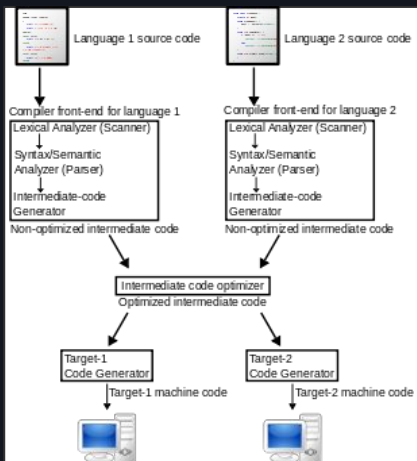 Language 1 source code
Language 2 source code
Compiler front-end for language 1
Lexical Analyzer (Scanner)
Syntax/Semantic
Analyzer (Parser)
Intermediate-code
Generator
Non-optimized intermediate code
Compiler front-end for language 2
Lexical Analyzer (Scanner)
Syntax/Semantic
Analyzer (Parser)
Intermediate-code
Generator
Non-optimized intermediate code
Intermediate code optimizer
Optimized intermediate code
Target-1
Code Generator
Target-1 machine code
Target-2
Code Generator
Target-2 machine code